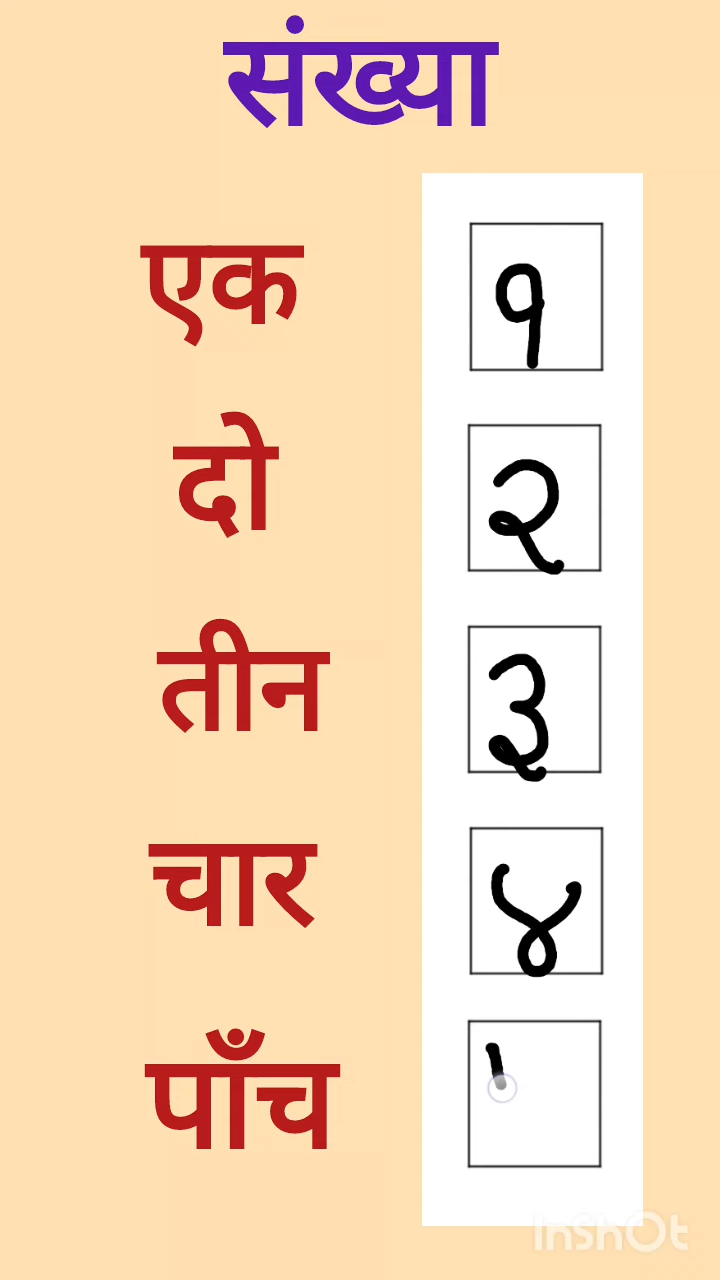 संख्या
एक १
दो २
तीन ३
चार ४
पाँच
InShOt